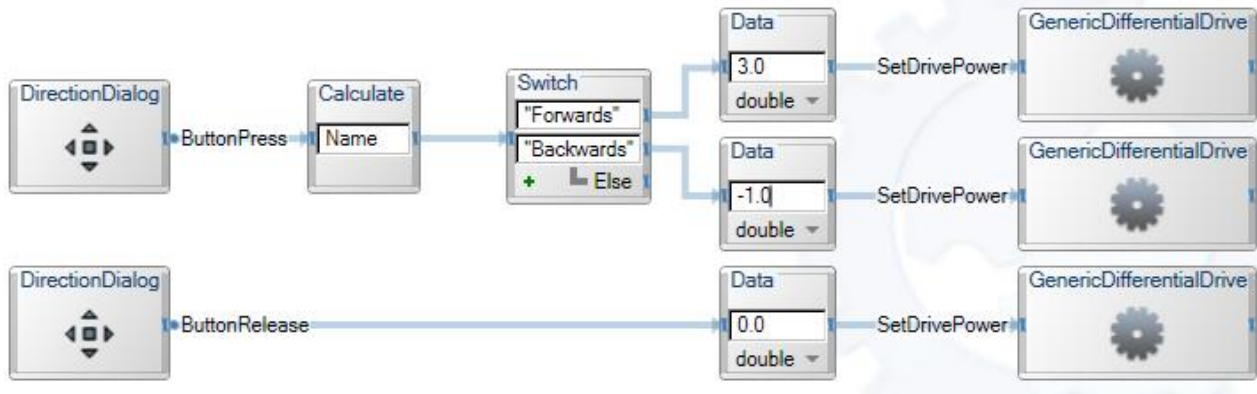 Data
GenericDifferentialDrive
3.0
SetDrivePower
double
DirectionDialog
ButtonPress
Calculate
Name
Switch
"Forwards"
"Backwards"
+
Else
Data
GenericDifferentialDrive
-1.0
SetDrivePower
double
DirectionDialog
ButtonRelease
Data
GenericDifferentialDrive
0.0
SetDrivePower
double